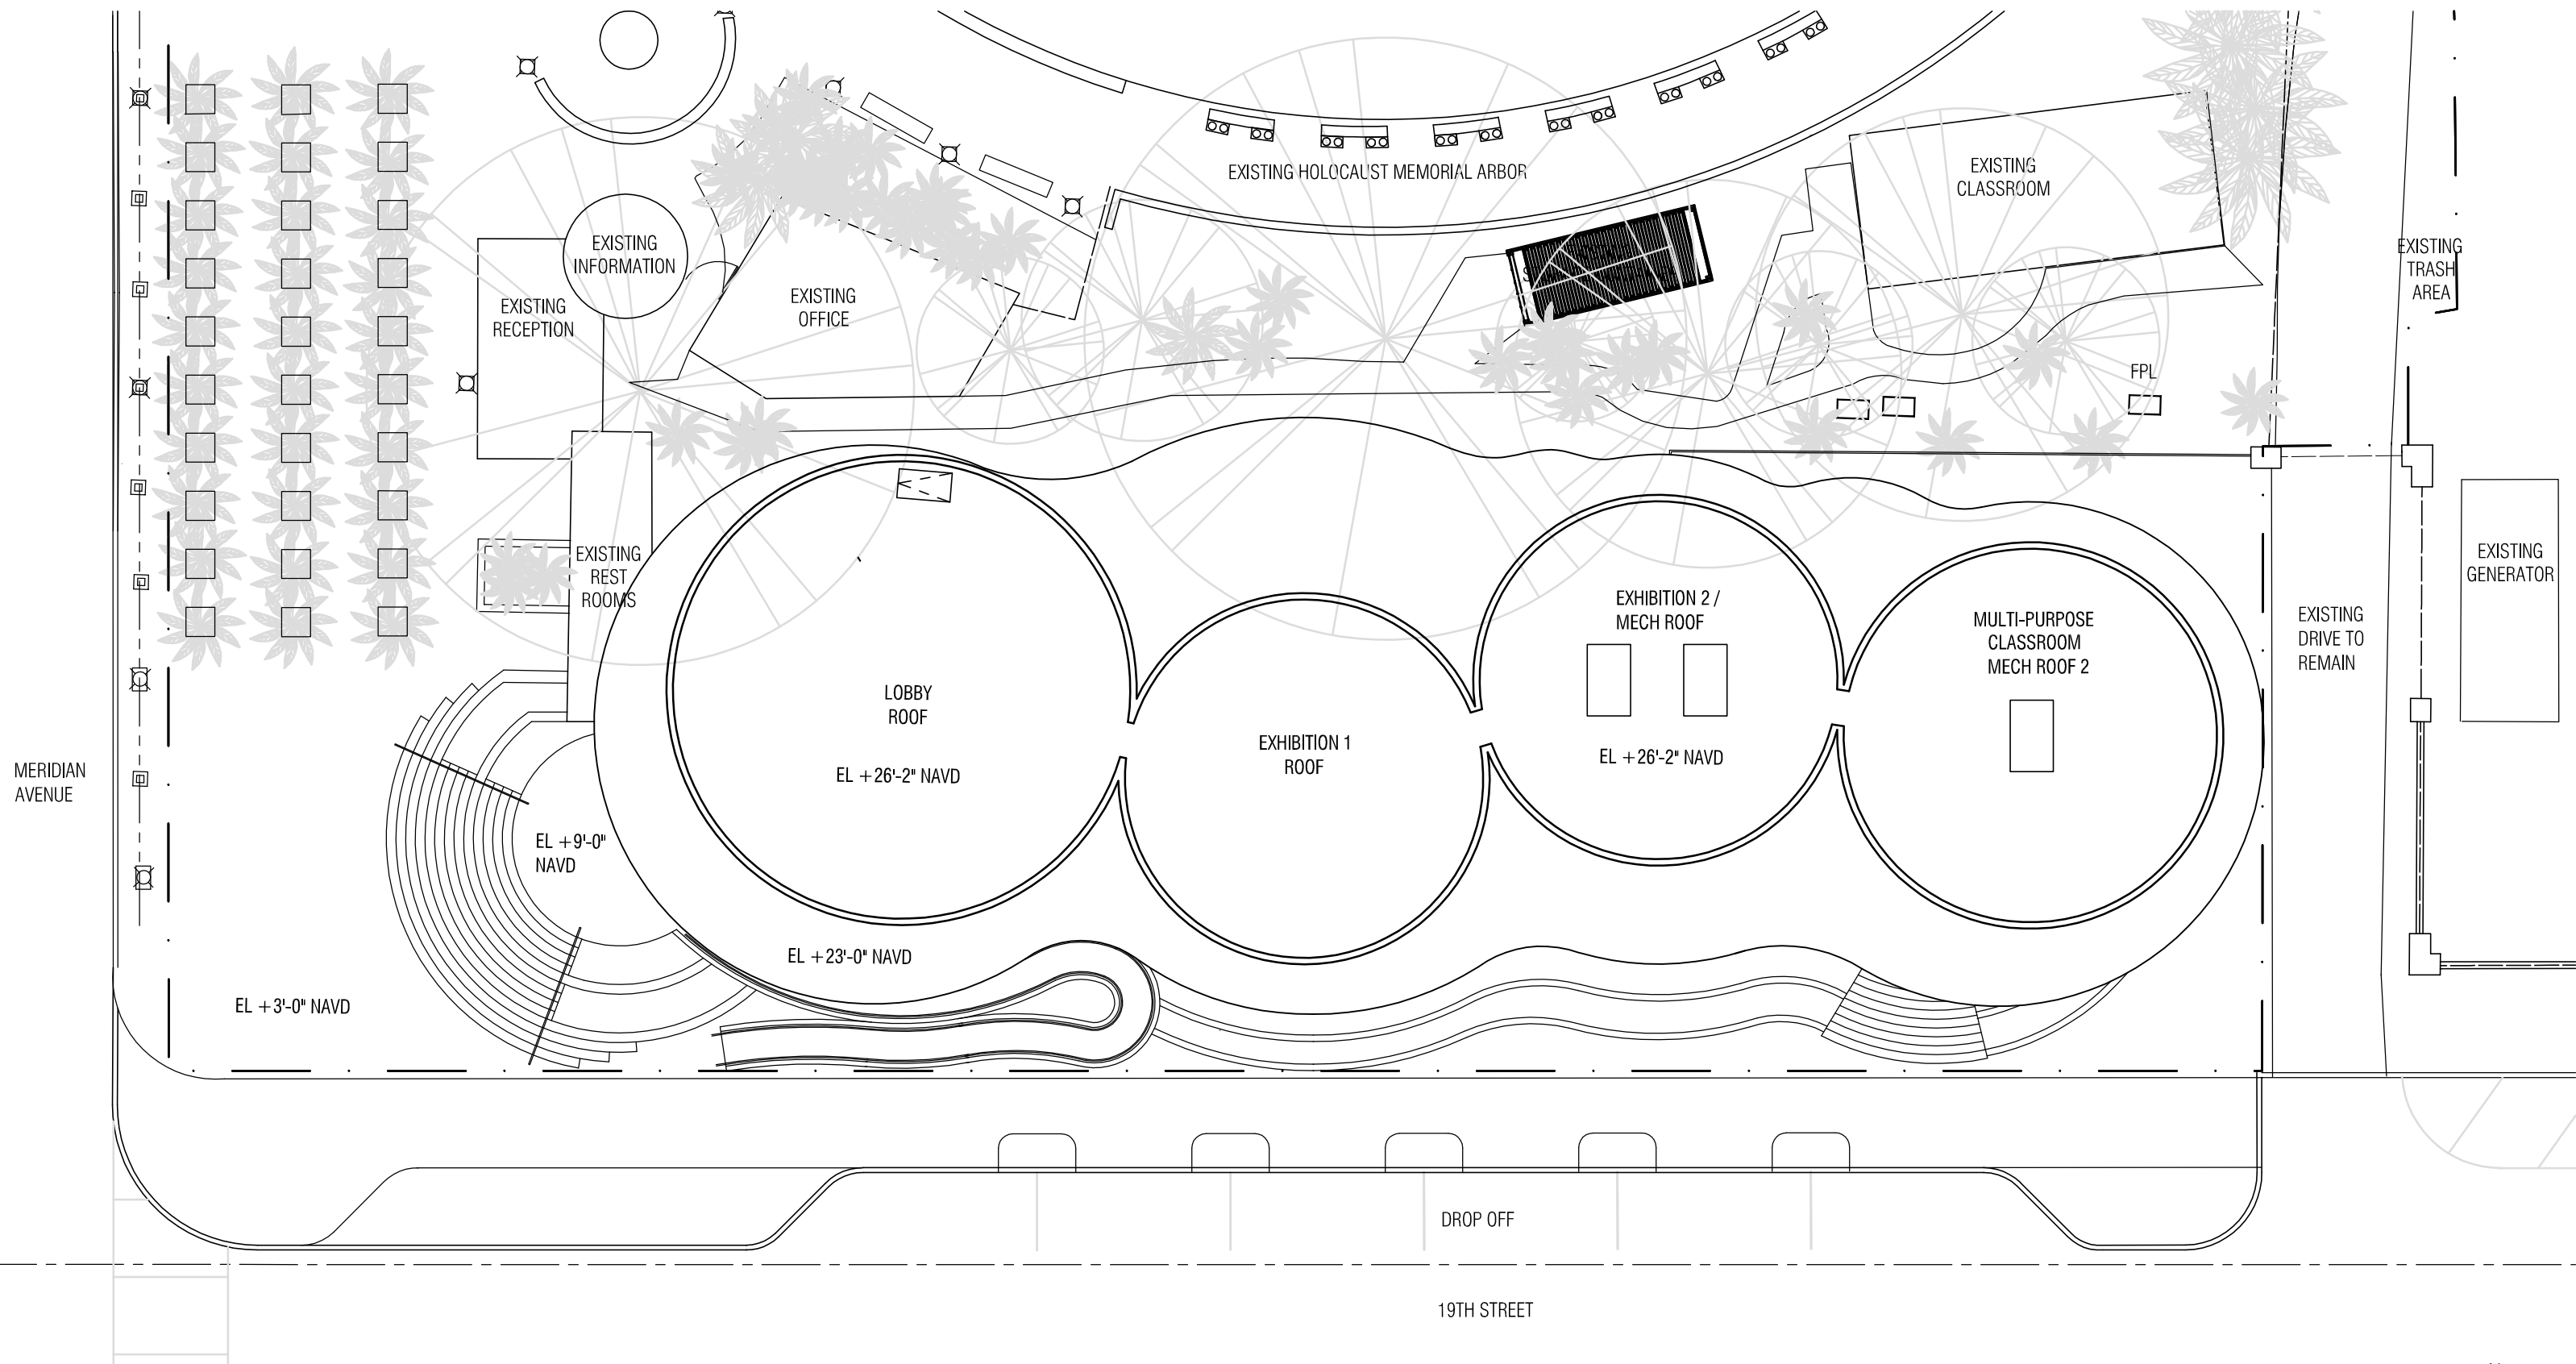 EXISTING HOLOCAUST MEMORIAL ARBOR
EXISTING
CLASSROOM
EXISTING
INFORMATION
EXISTING
TRASH
AREA
EXISTING
RECEPTION
EXISTING
OFFICE
FPL
EXISTING
REST
ROOMS
EXISTING
GENERATOR
EXHIBITION 2 /
MECH ROOF
MULTI-PURPOSE
CLASSROOM
MECH ROOF 2
EXISTING
DRIVE TO
REMAIN
LOBBY
ROOF
EL +26'-2" NAVD
EXHIBITION 1
ROOF
EL +26'-2" NAVD
MERIDIAN
AVENUE
EL +9'-0"
NAVD
EL +23'-0" NAVD
EL +3'-0" NAVD
DROP OFF
19TH STREET